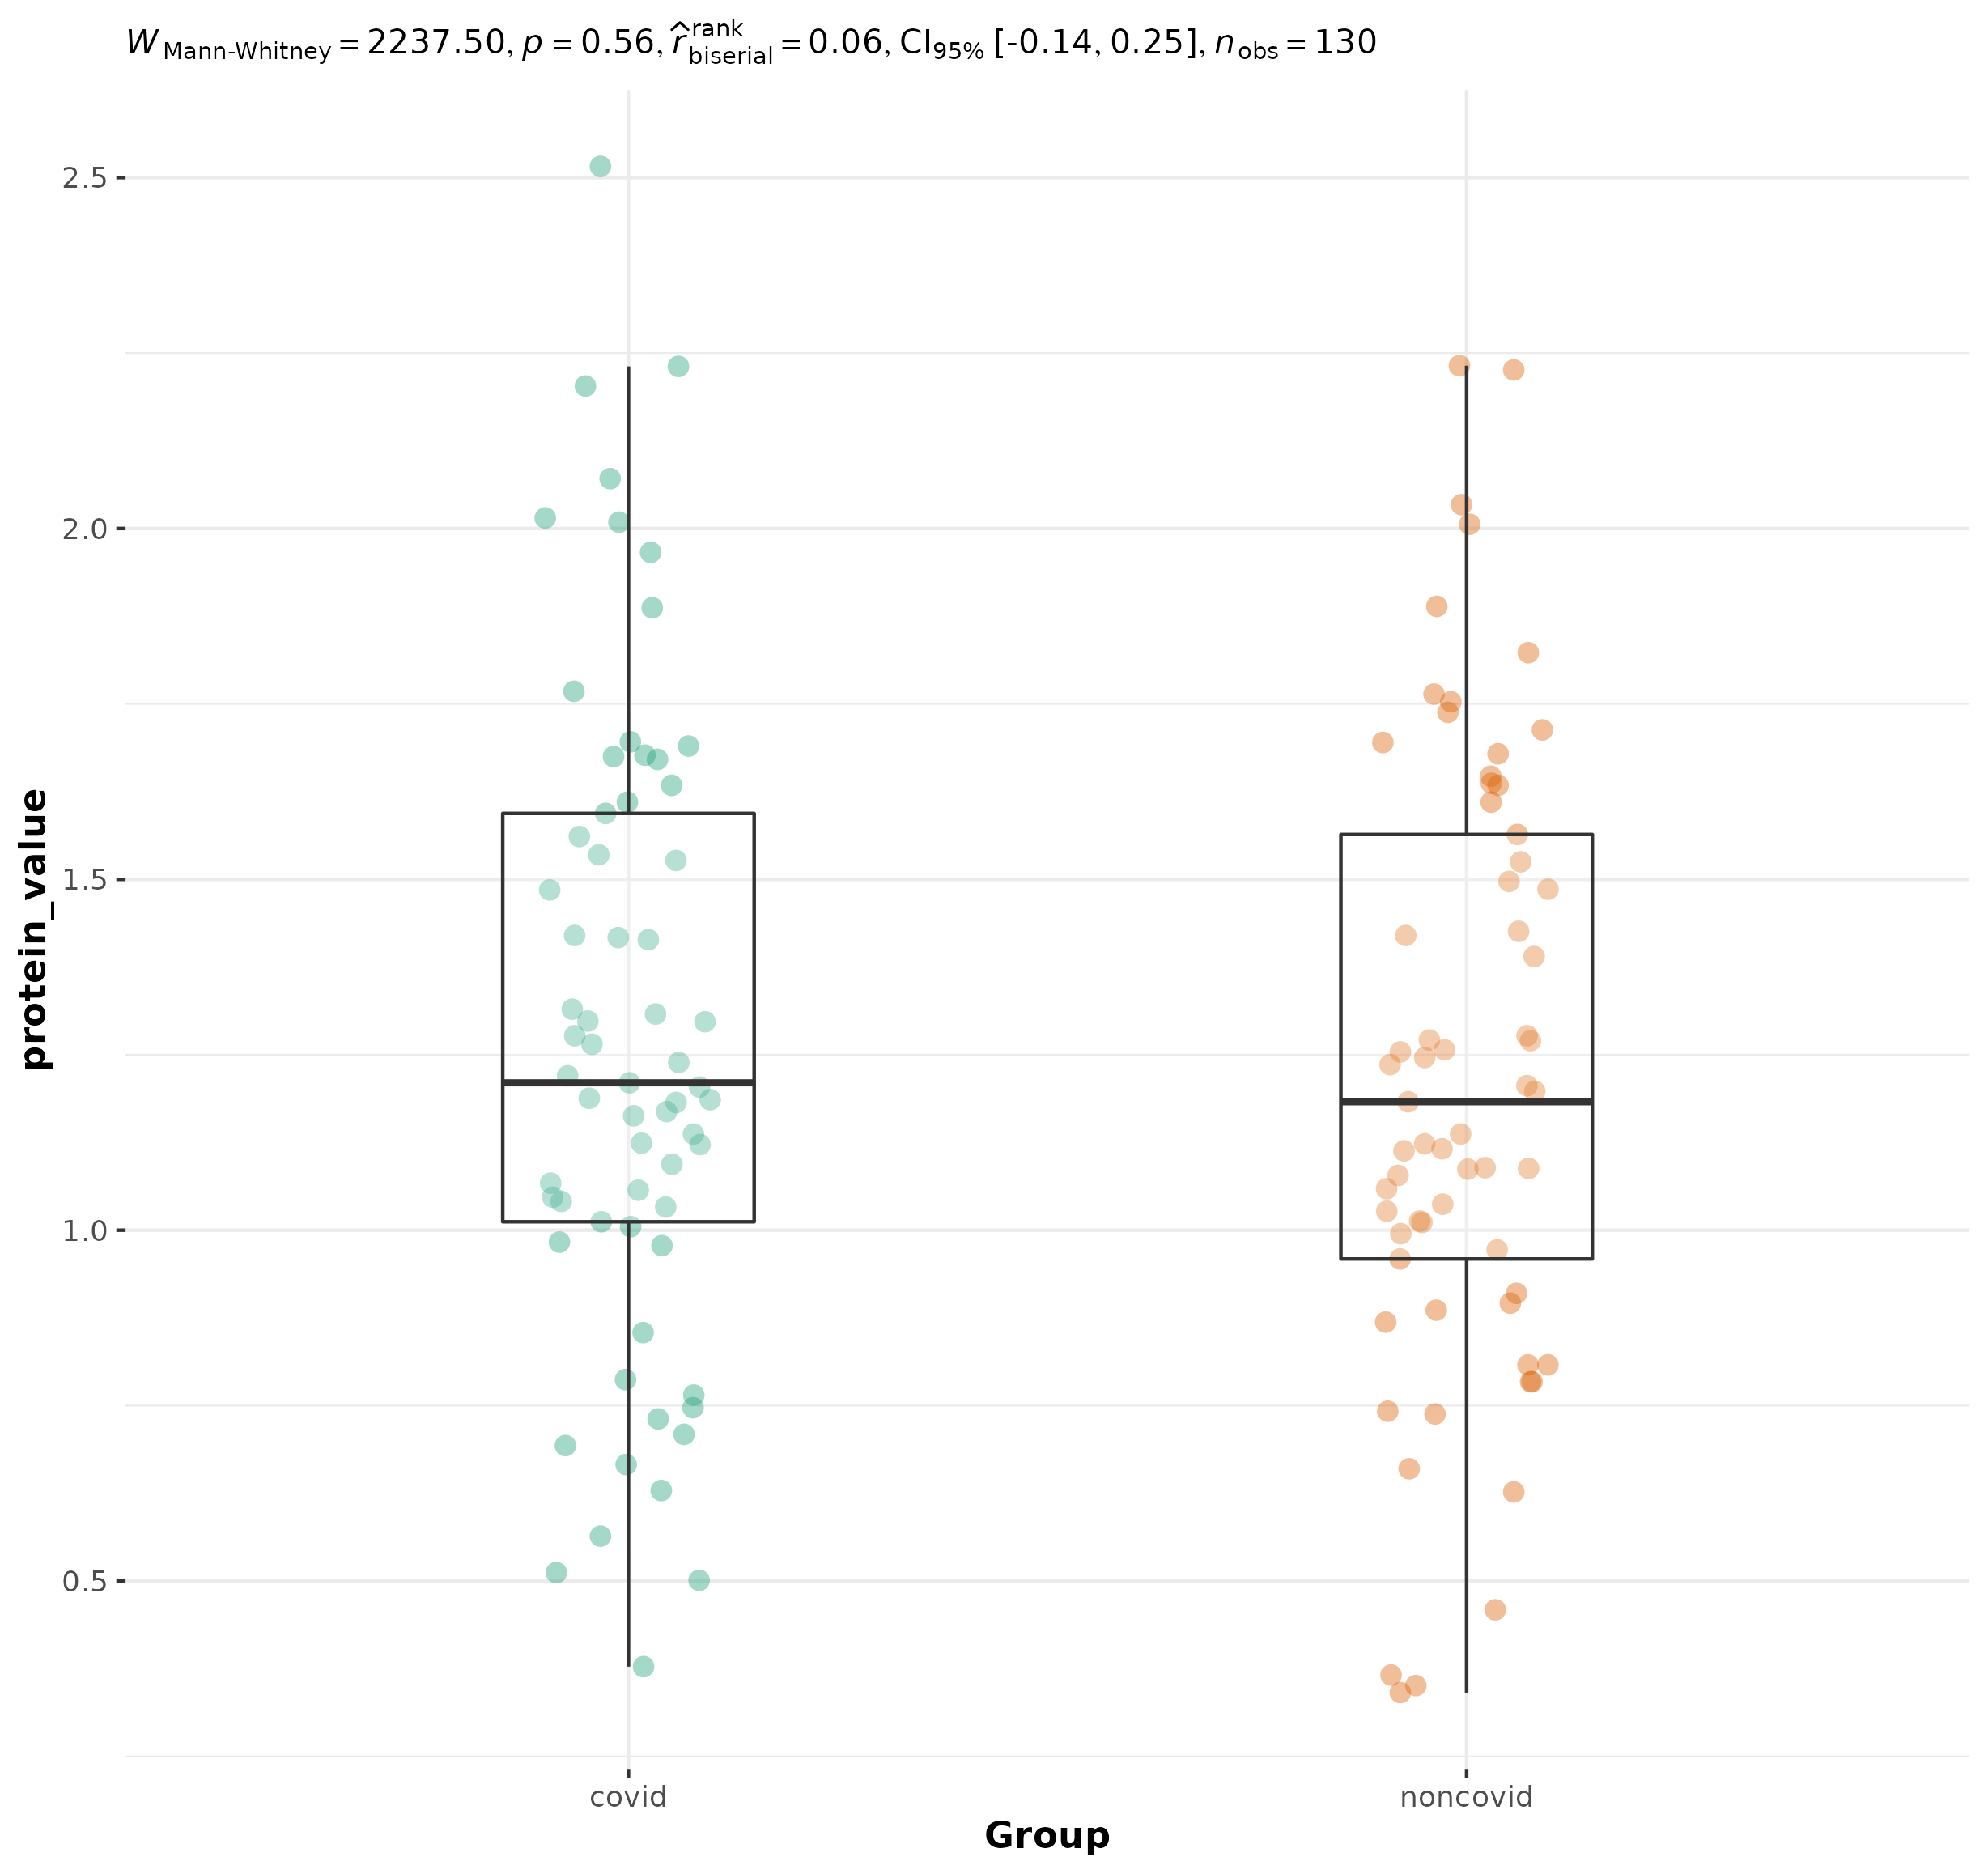 W Mann-Whitney = 2237.50, p = 0.56, r̂ rank biserial = 0.06, CI95% [-0.14, 0.25], nobs = 130
2.5
2.0
1.5
1.0
0.5
protein_value
covid noncovid
Group